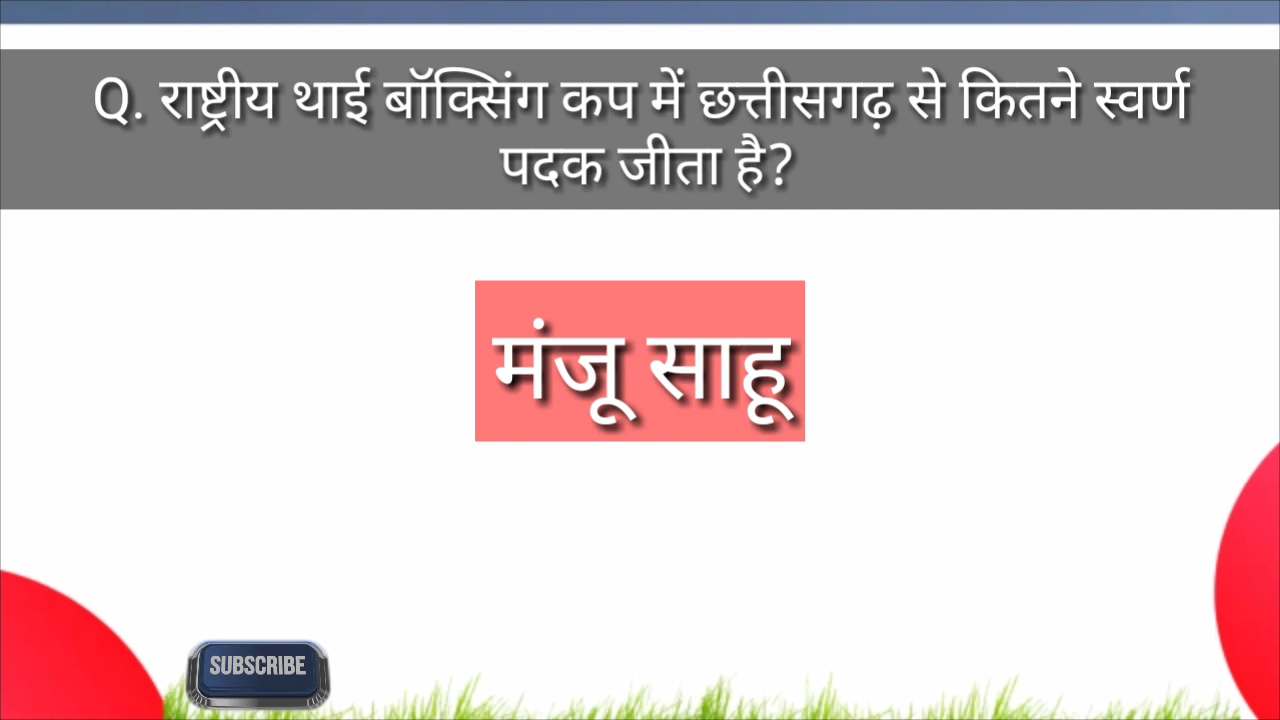 Q. राष्ट्रीय थाई बॉक्सिंग कप में छत्तीसगढ़ से कितने स्वर्ण
पदक जीता है?
मंजू साहू
SUBSCRIBE